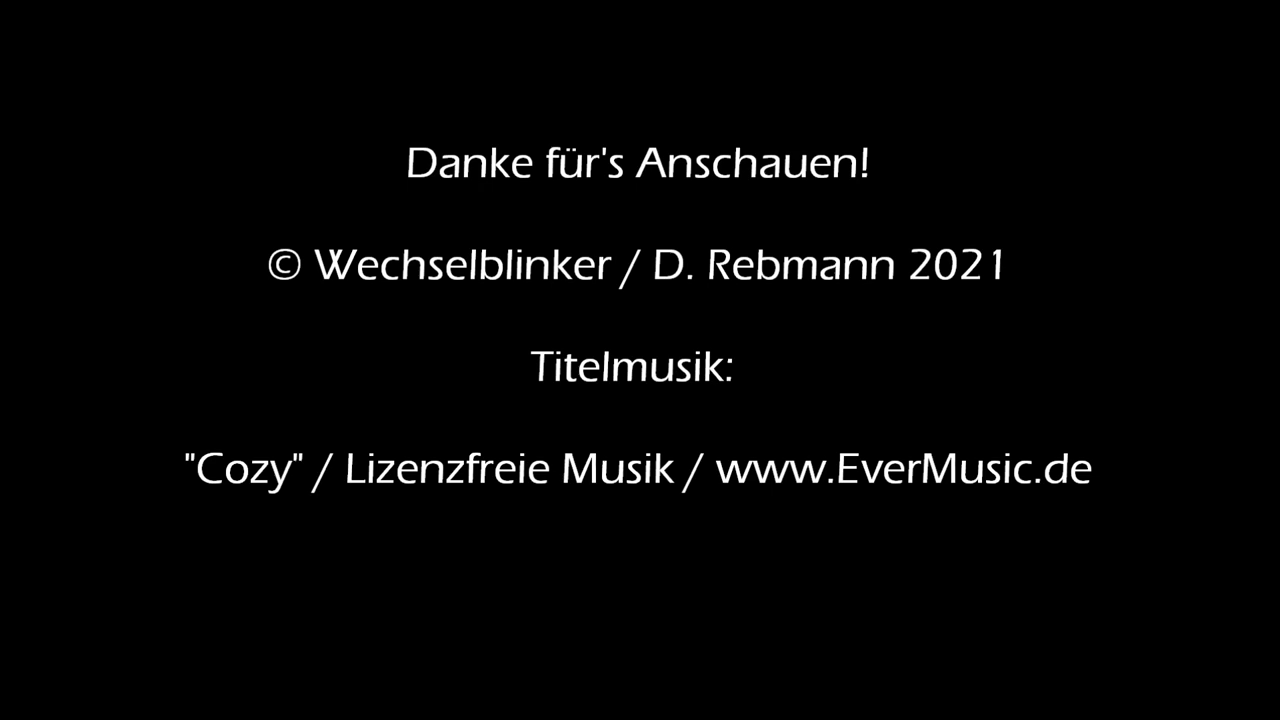 Danke für's Anschauen!
© Wechselblinker / D. Rebmann 2021
Titelmusik:
"Cozy" / Lizenzfreie Musik / www.EverMusic.de